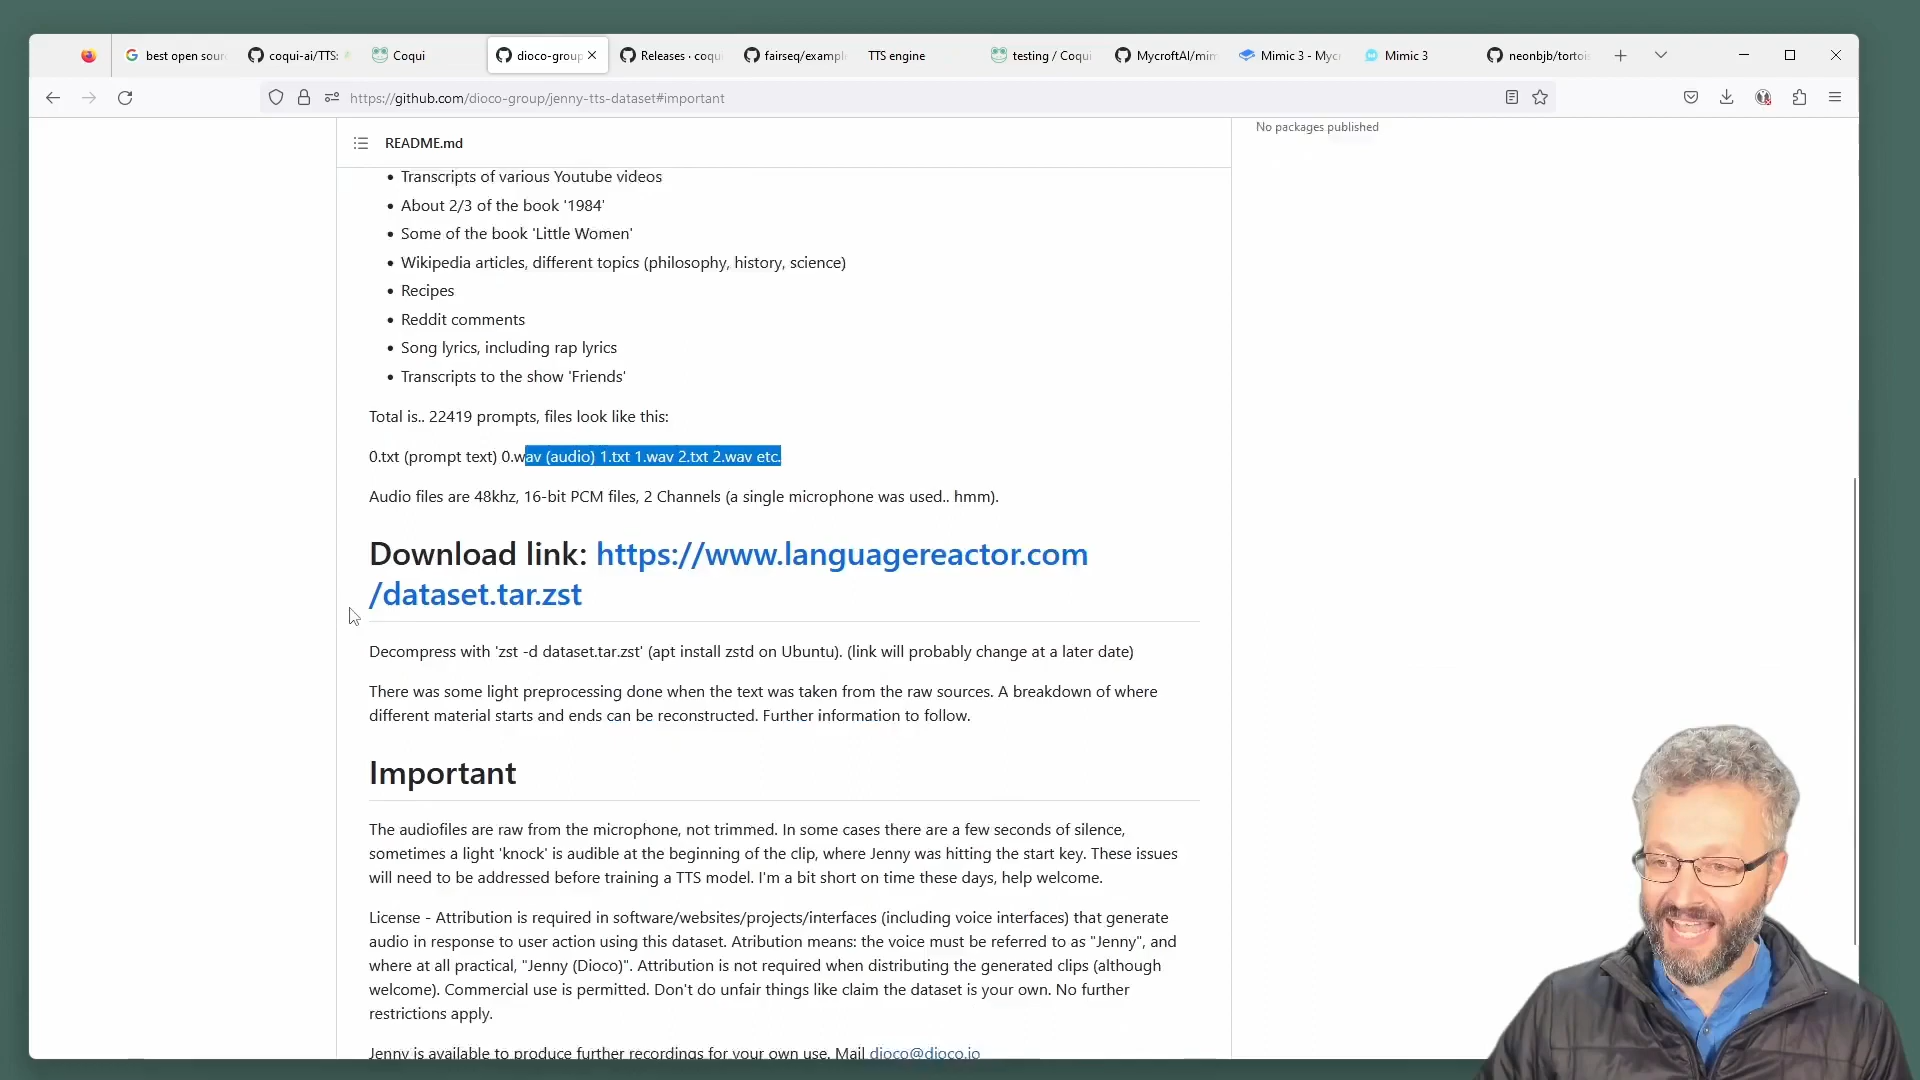 best open sour
coqui-ai/TTS:
Coqui
dioco-group
Releases · coqu
fairseq/example
TTS engine
testing / Coqui
MycroftAI/mim
Mimic 3 - Mycr
Mimic 3
neonbjb/tortois
https://github.com/dioco-group/jenny-tts-dataset#important
No packages published
README.md
Transcripts of various Youtube videos
About 2/3 of the book '1984'
Some of the book 'Little Women'
Wikipedia articles, different topics (philosophy, history, science)
Recipes
Reddit comments
Song lyrics, including rap lyrics
Transcripts to the show 'Friends'
Total is.. 22419 prompts, files look like this:
0.txt (prompt text) 0.wav (audio) 1.txt 1.wav 2.txt 2.wav etc.
Audio files are 48khz, 16-bit PCM files, 2 Channels (a single microphone was used.. hmm).
Download link: https://www.languagereactor.com
/dataset.tar.zst
Decompress with 'zst -d dataset.tar.zst' (apt install zstd on Ubuntu). (link will probably change at a later date)
There was some light preprocessing done when the text was taken from the raw sources. A breakdown of where
different material starts and ends can be reconstructed. Further information to follow.
Important
The audiofiles are raw from the microphone, not trimmed. In some cases there are a few seconds of silence,
sometimes a light 'knock' is audible at the beginning of the clip, where Jenny was hitting the start key. These issues
will need to be addressed before training a TTS model. I'm a bit short on time these days, help welcome.
License - Attribution is required in software/websites/projects/interfaces (including voice interfaces) that generate
audio in response to user action using this dataset. Atribution means: the voice must be referred to as "Jenny", and
where at all practical, "Jenny (Dioco)". Attribution is not required when distributing the generated clips (although
welcome). Commercial use is permitted. Don't do unfair things like claim the dataset is your own. No further
restrictions apply.
Jenny is available to produce further recordings for your own use. Mail dioco@dioco.io